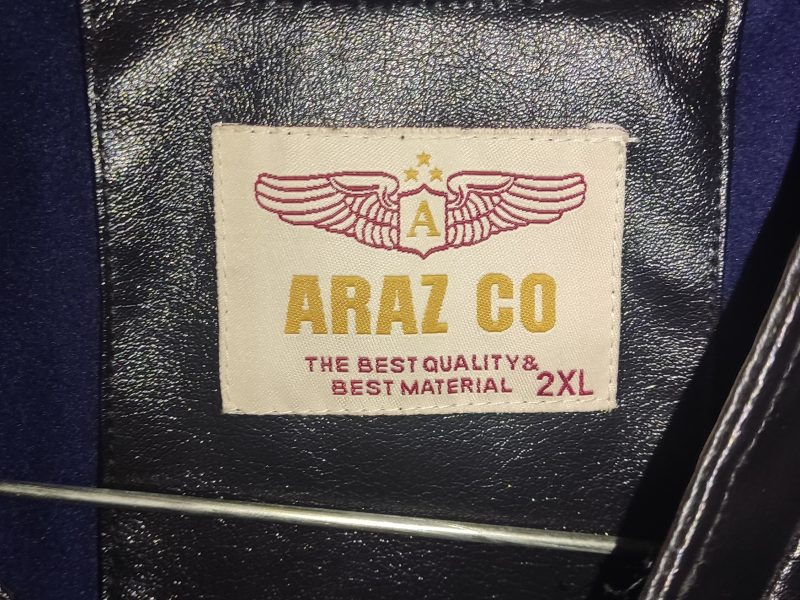 A
ARAZ CO
THE BEST QUALITY &
BEST MATERIAL 2XL